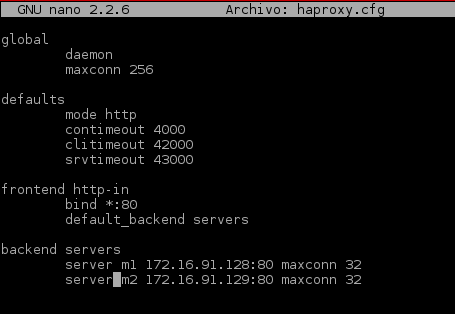 GNU nano 2.2.6 Archivo: haproxy.cfg
global
daemon
maxconn 256
defaults
mode http
contimeout 4000
clitimeout 42000
srvtimeout 43000
frontend http-in
bind *:80
default_backend servers
backend servers
server m1 172.16.91.128:80 maxconn 32
server m2 172.16.91.129:80 maxconn 32